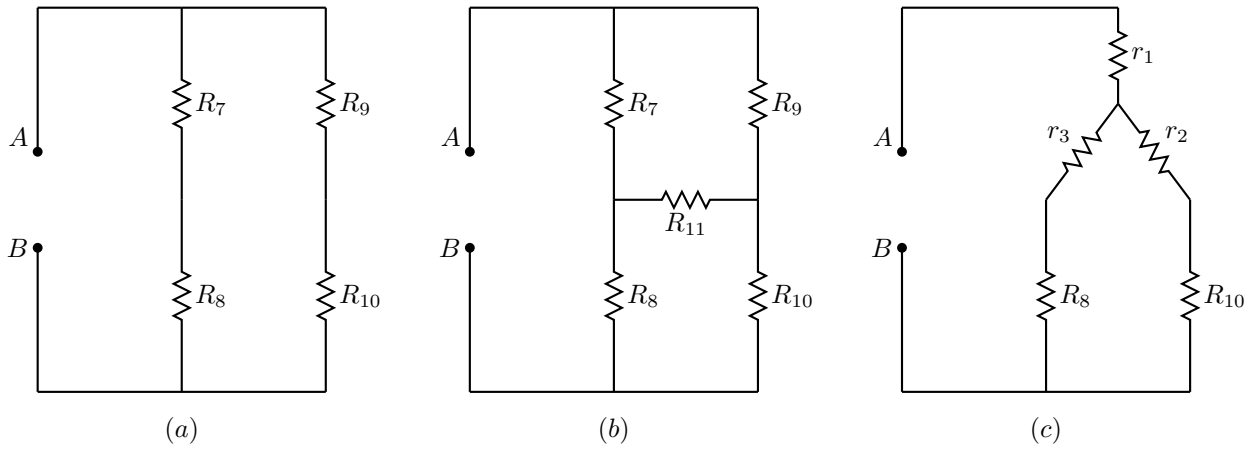 A
B
R₇
R₈
R₉
R₁₀
(a)
A
B
R₇
R₈
R₉
R₁₀
R₁₁
(b)
A
B
r₁
r₃
r₂
R₈
R₁₀
(c)